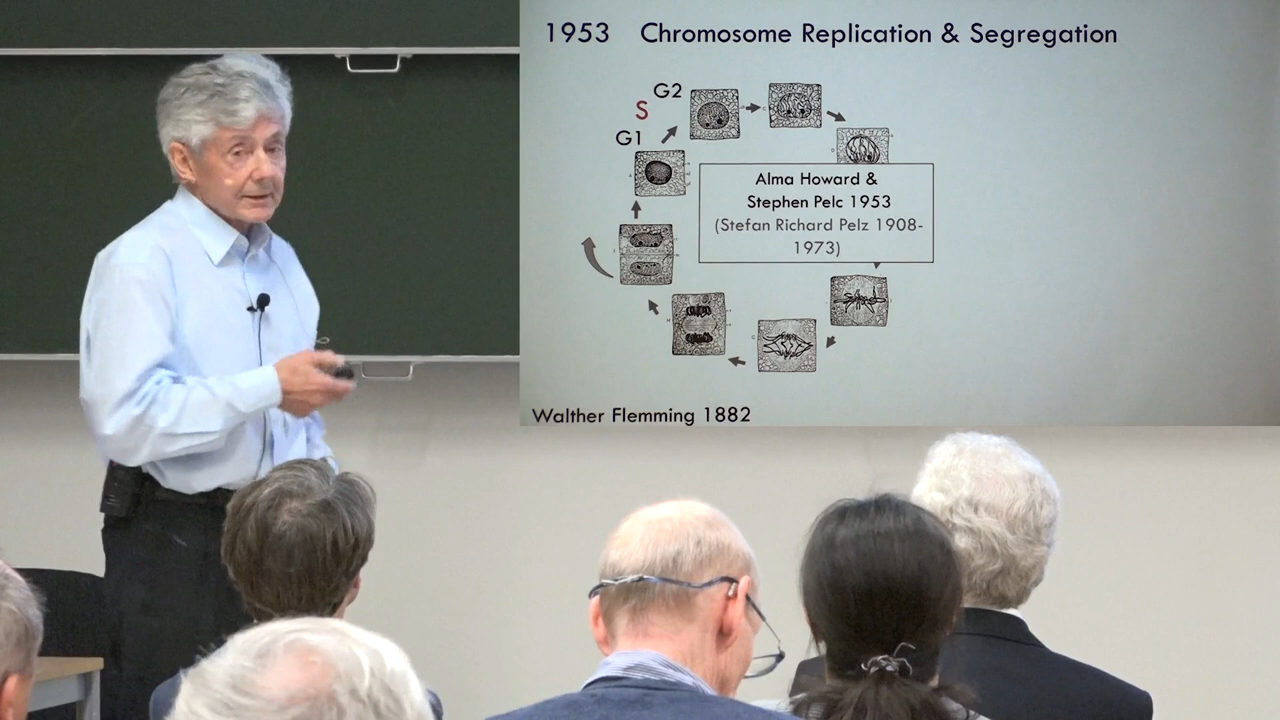 1953 Chromosome Replication & Segregation
G2
S
G1
Alma Howard &
Stephen Pelc 1953
(Stefan Richard Pelz 1908-
1973)
Walther Flemming 1882